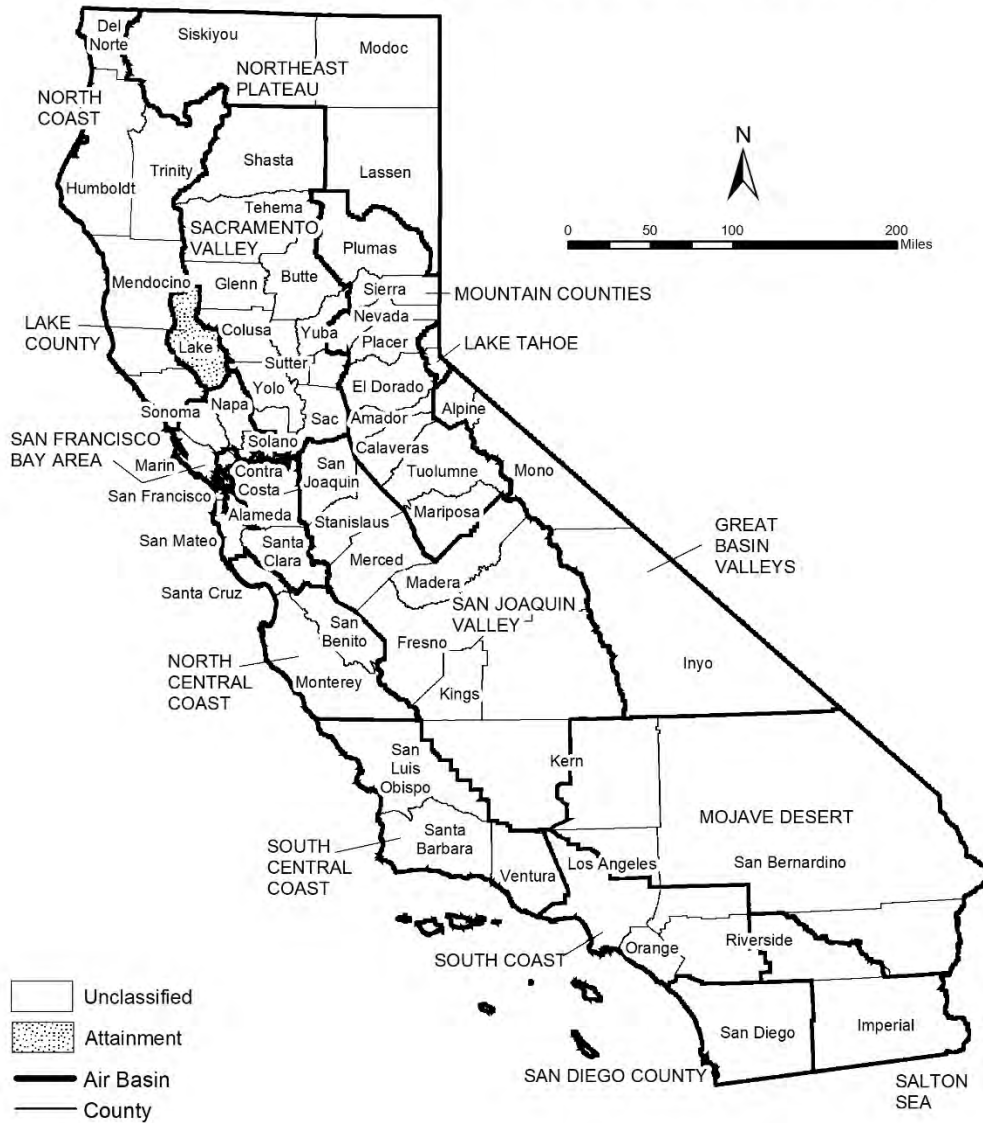 Del
Norte
Siskiyou
Modoc
NORTHEAST
PLATEAU
NORTH
COAST
N
Shasta
Trinity
Lassen
Humboldt
Tehema
SACRAMENTO
VALLEY
Plumas
0 50 100 200
Miles
Mendocino
Glenn
Butte
Sierra
MOUNTAIN COUNTIES
Nevada
LAKE
COUNTY
Colusa
Yuba
Placer
LAKE TAHOE
Lake
Sutter
El Dorado
Yolo
Napa
Sonoma
Sac
Amador
Alpine
SAN FRANCISCO
BAY AREA
Solano
Calaveras
Marin
Contra
Costa
San
Joaquin
Tuolumne
Mono
San Francisco
Alameda
Stanislaus
Mariposa
GREAT
BASIN
VALLEYS
San Mateo
Santa
Clara
Merced
Madera
Santa Cruz
SAN JOAQUIN
VALLEY
San
Benito
Fresno
NORTH
CENTRAL
COAST
Monterey
Kings
Inyo
San
Luis
Obispo
Kern
MOJAVE DESERT
SOUTH
CENTRAL
COAST
Santa
Barbara
Ventura
Los Angeles
San Bernardino
SOUTH COAST
Orange
Riverside
Unclassified
Attainment
Air Basin
County
San Diego
Imperial
SAN DIEGO COUNTY
SALTON
SEA